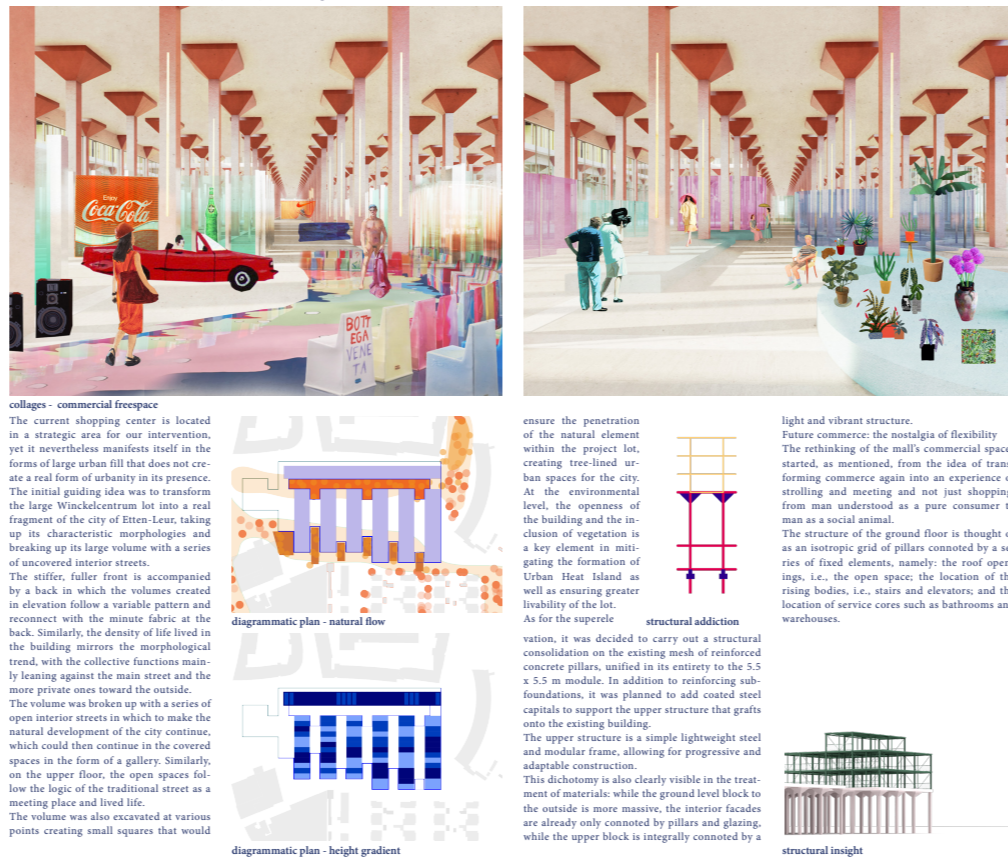 Enjoy
Coca-Cola
BOTT
EGA
VENE
TA
collages - commercial freespace
The current shopping center is located
in a strategic area for our intervention,
yet it nevertheless manifests itself in the
forms of large urban fill that does not cre-
ate a real form of urbanity in its presence.
The initial guiding idea was to transform
the large Winckelcentrum lot into a real
fragment of the city of Etten-Leur, taking
up its characteristic morphologies and
breaking up its large volume with a series
of uncovered interior streets.
The stiffer, fuller front is accompanied
by a back in which the volumes created
in elevation follow a variable pattern and
reconnect with the minute fabric at the
back. Similarly, the density of life lived in
the building mirrors the morphological
trend, with the collective functions main-
ly leaning against the main street and the
more private ones toward the outside.
The volume was broken up with a series of
open interior streets in which to make the
natural development of the city continue,
which could then continue in the covered
spaces in the form of a gallery. Similarly,
on the upper floor, the open spaces fol-
low the logic of the traditional street as a
meeting place and lived life.
The volume was also excavated at various
points creating small squares that would
diagrammatic plan - natural flow
diagrammatic plan - height gradient
ensure the penetration
of the natural element
within the project lot,
creating tree-lined ur-
ban spaces for the city.
At the environmental
level, the openness of
the building and the in-
clusion of vegetation is
a key element in miti-
gating the formation of
Urban Heat Island as
well as ensuring greater
livability of the lot.
As for the superele
structural addiction
vation, it was decided to carry out a structural
consolidation on the existing mesh of reinforced
concrete pillars, unified in its entirety to the 5.5
x 5.5 m module. In addition to reinforcing sub-
foundations, it was planned to add coated steel
capitals to support the upper structure that grafts
onto the existing building.
The upper structure is a simple lightweight steel
and modular frame, allowing for progressive and
adaptable construction.
This dichotomy is also clearly visible in the treat-
ment of materials: while the ground level block to
the outside is more massive, the interior facades
are already only connoted by pillars and glazing,
while the upper block is integrally connoted by a
light and vibrant structure.
Future commerce: the nostalgia of flexibility
The rethinking of the mall's commercial space
started, as mentioned, from the idea of trans
forming commerce again into an experience o
strolling and meeting and not just shopping
from man understood as a pure consumer t
man as a social animal.
The structure of the ground floor is thought o
as an isotropic grid of pillars connoted by a se
ries of fixed elements, namely: the roof open
ings, i.e., the open space; the location of th
rising bodies, i.e., stairs and elevators; and th
location of service cores such as bathrooms an
warehouses.
structural insight